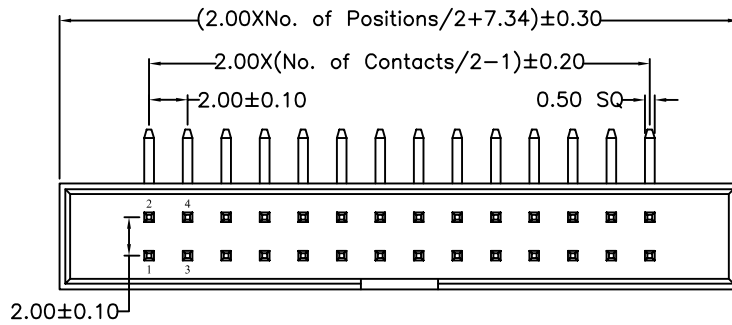 (2.00XNo. of Positions/2+7.34)±0.30
2.00X(No. of Contacts/2-1)±0.20
2.00±0.10
0.50 SQ
2
4
1
3
2.00±0.10